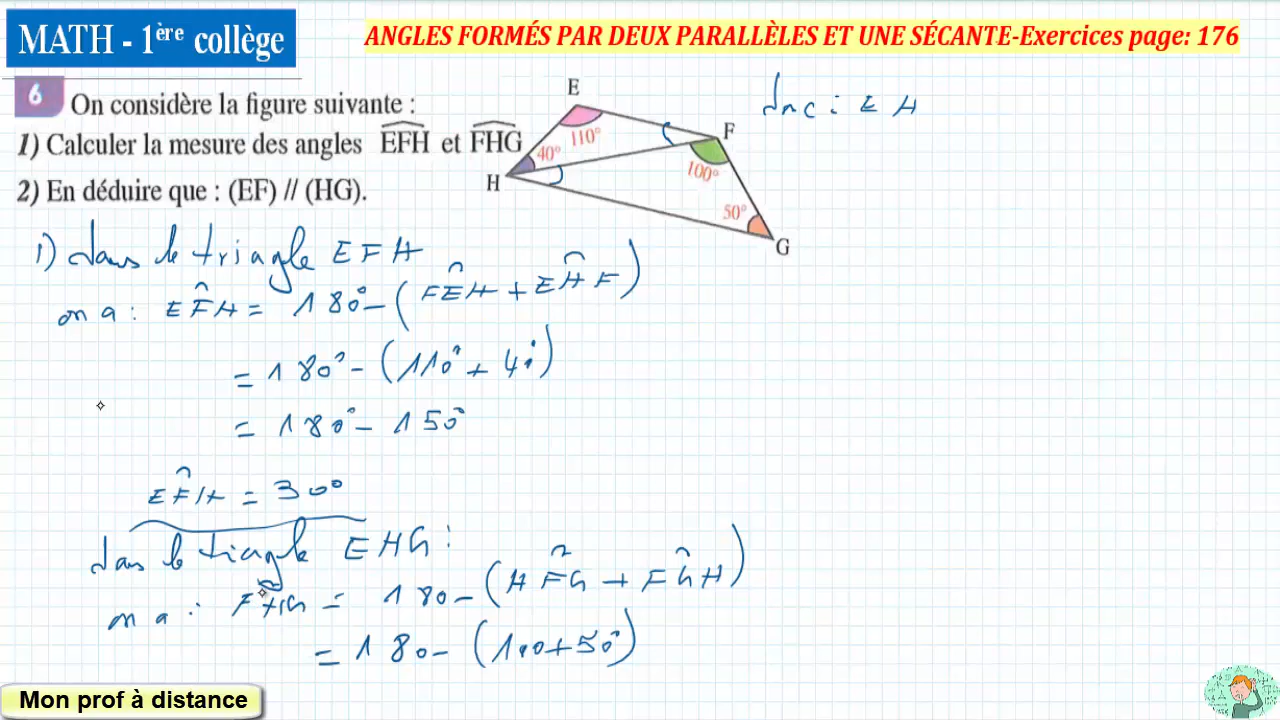 MATH - 1ère collège
ANGLES FORMÉS PAR DEUX PARALLÈLES ET UNE SÉCANTE-Exercices page: 176
6 On considère la figure suivante :
1) Calculer la mesure des angles EFH et FHG
2) En déduire que : (EF) // (HG).
E
F
H
G
110°
40°
100°
50°
donc : E H
1) dans le triangle EFH
on a : EFH = 180° - (FEH + EHF)
= 180° - (110° + 40°)
= 180° - 150°
EFH = 30°
dans le triangle EHG :
on a : FHG = 180 - (HFG + FGH)
= 180 - (100 + 50°)
Mon prof à distance